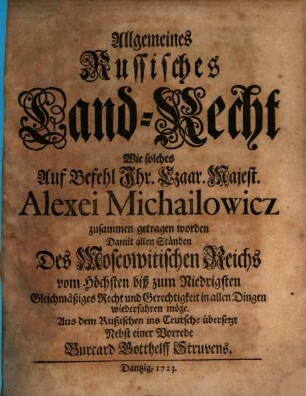 Allgemeines
Russisches
Land-Recht
Wie solches
Auf Befehl Ihr. Czaar. Majest.
Alexei Michailowicz
zusammen getragen worden
Damit allen Ständen
Des Moscowitischen Reichs
vom Höchsten biß zum Niedrigsten
Gleichmäßiges Recht und Gerechtigkeit in allen Dingen
wiederfahren möge.
Aus dem Rußischen ins Teutsche übersetzt
Nebst einer Vorrede
Burcard Gotthelff Struvens.
Dantzig, 1723.